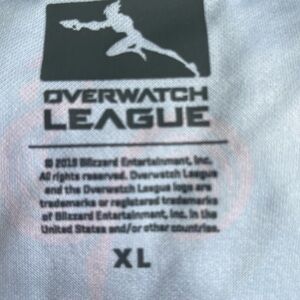 OVERWATCH
LEAGUE
© 2018 Blizzard Entertainment, Inc.
All rights reserved. Overwatch League
and the Overwatch League logo are
trademarks or registered trademarks
of Blizzard Entertainment, Inc. in the
United States and/or other countries.
XL